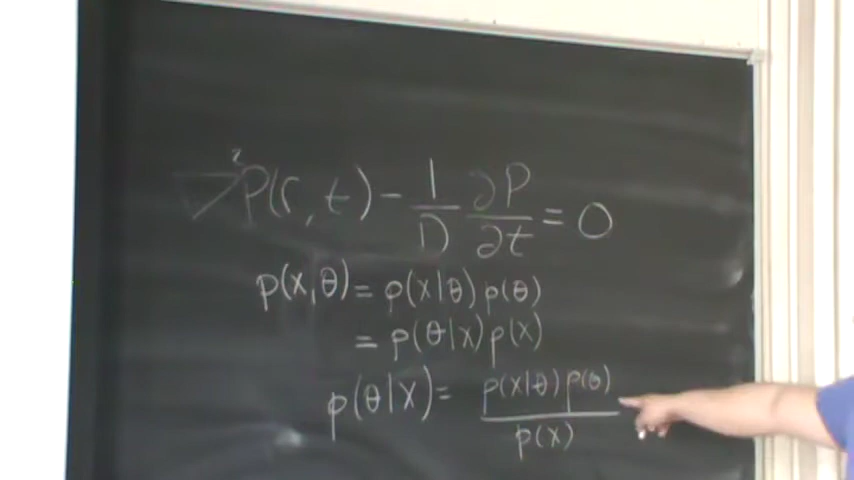 ∇²P(r,t) - 1/D ∂P/∂t = 0
p(x,θ) = p(x|θ)p(θ)
= p(θ|x)p(x)
p(θ|x) = p(x|θ)p(θ)/p(x)